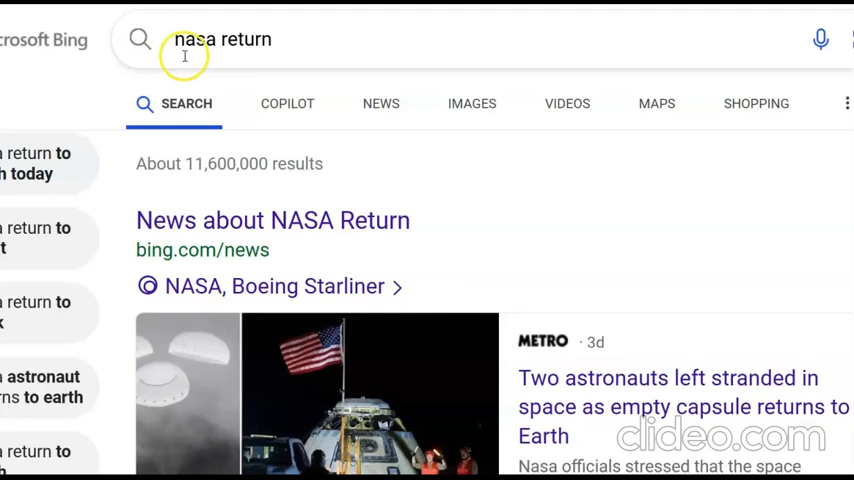 crosoft Bing
nasa return
SEARCH COPILOT NEWS IMAGES VIDEOS MAPS SHOPPING
return to
h today
About 11,600,000 results
News about NASA Return
bing.com/news
return to
t
NASA, Boeing Starliner >
return to
k
METRO · 3d
Two astronauts left stranded in
space as empty capsule returns to
Earth
Nasa officials stressed that the space
a astronaut
rns to earth
return to
h
clideo.com